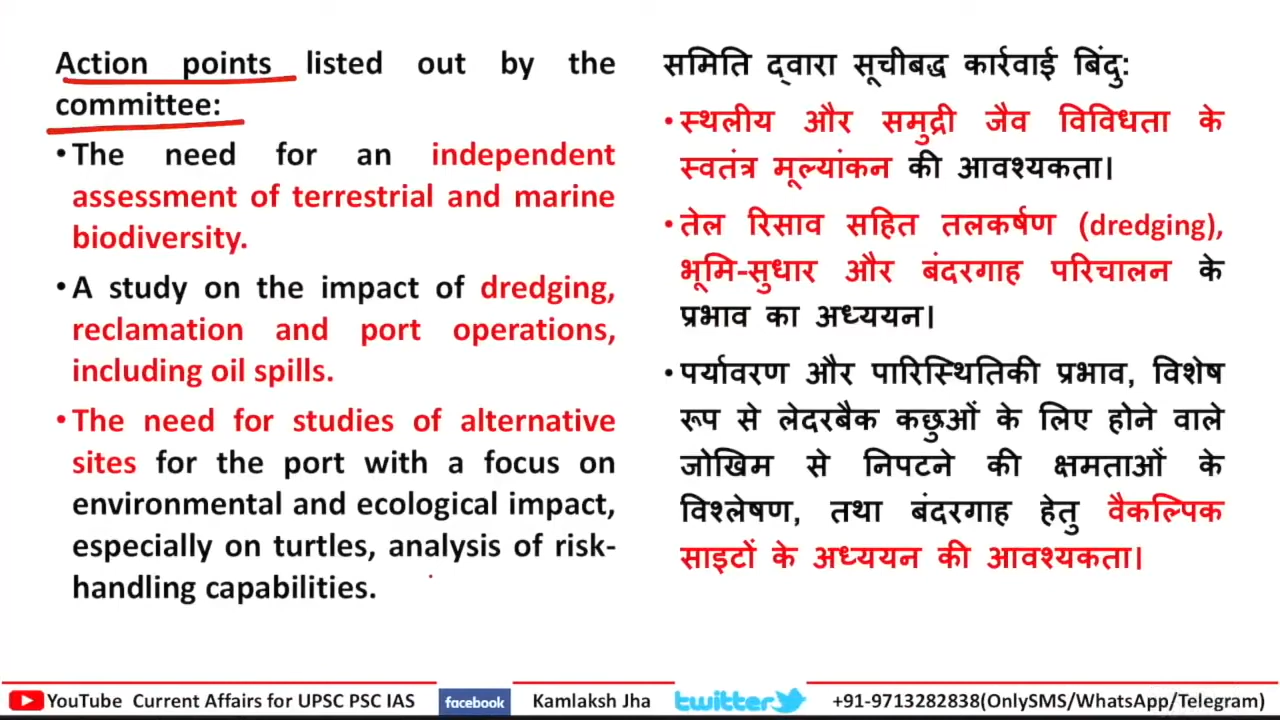 Action points listed out by the
committee:
• The need for an independent
assessment of terrestrial and marine
biodiversity.
• A study on the impact of dredging,
reclamation and port operations,
including oil spills.
• The need for studies of alternative
sites for the port with a focus on
environmental and ecological impact,
especially on turtles, analysis of risk-
handling capabilities.
समिति द्वारा सूचीबद्ध कार्रवाई बिंदु:
• स्थलीय और समुद्री जैव विविधता के
स्वतंत्र मूल्यांकन की आवश्यकता।
• तेल रिसाव सहित तलकर्षण (dredging),
भूमि-सुधार और बंदरगाह परिचालन के
प्रभाव का अध्ययन।
• पर्यावरण और पारिस्थितिकी प्रभाव, विशेष
रूप से लेदरबैक कछुओं के लिए होने वाले
जोखिम से निपटने की क्षमताओं के
विश्लेषण, तथा बंदरगाह हेतु वैकल्पिक
साइटों के अध्ययन की आवश्यकता।
YouTube Current Affairs for UPSC PSC IAS facebook Kamlaksh Jha twitter +91-9713282838(OnlySMS/WhatsApp/Telegram)